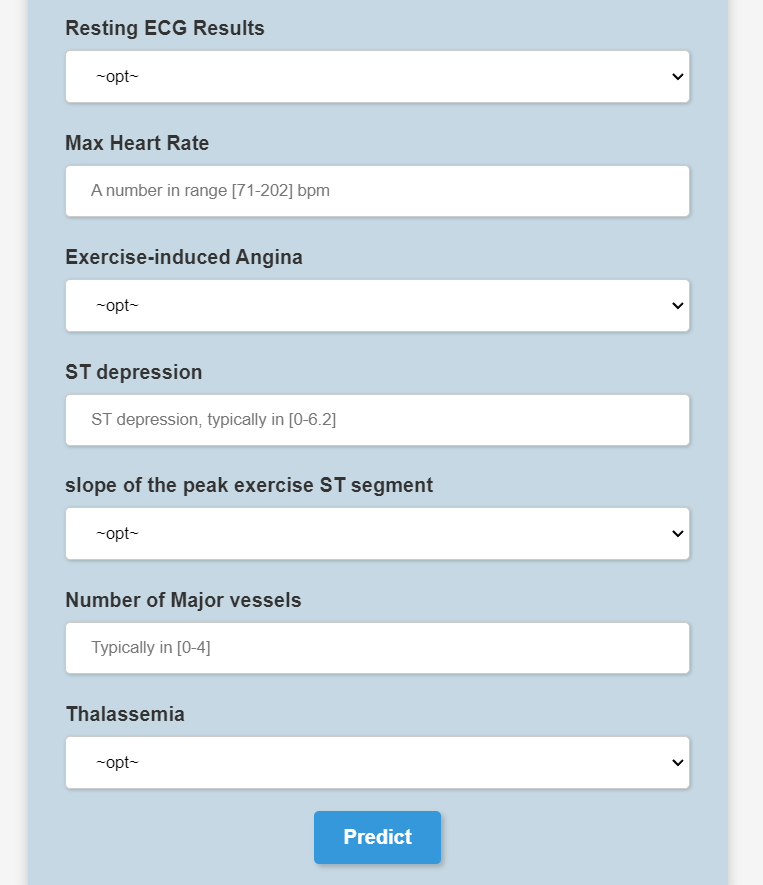 Resting ECG Results
~opt~
Max Heart Rate
A number in range [71-202] bpm
Exercise-induced Angina
~opt~
ST depression
ST depression, typically in [0-6.2]
slope of the peak exercise ST segment
~opt~
Number of Major vessels
Typically in [0-4]
Thalassemia
~opt~
Predict